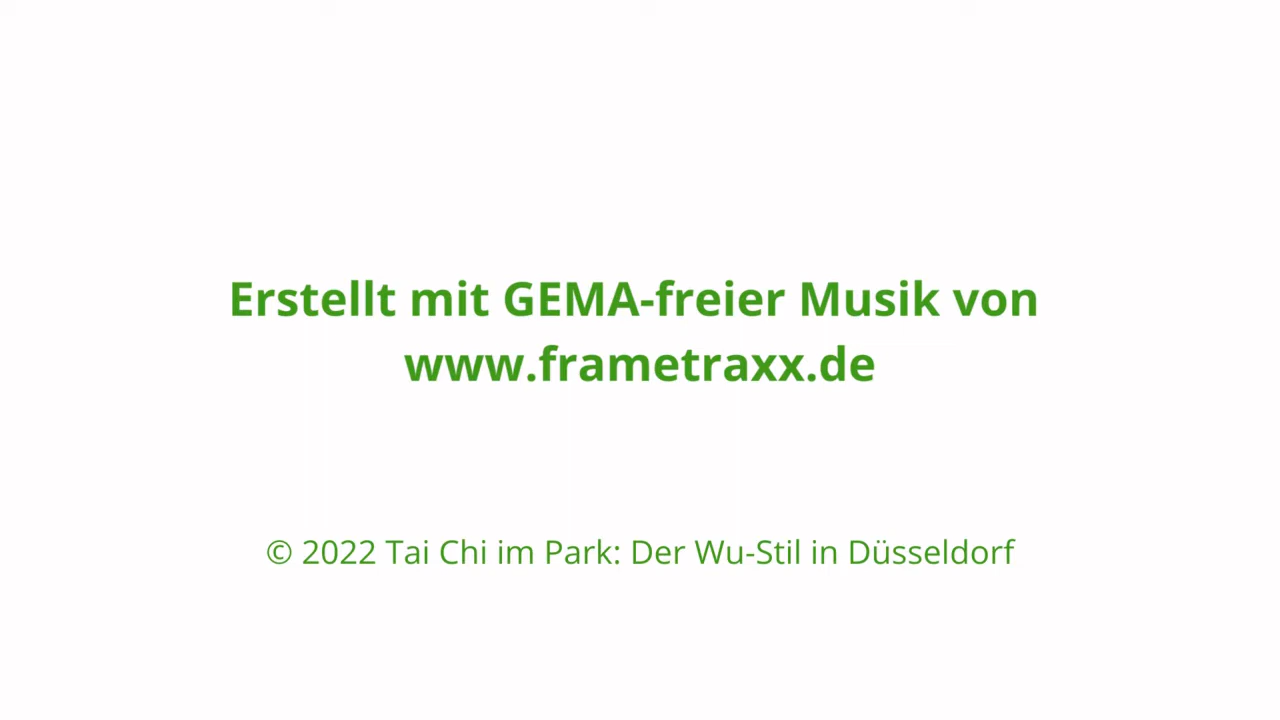 Erstellt mit GEMA-freier Musik von
www.frametraxx.de
© 2022 Tai Chi im Park: Der Wu-Stil in Düsseldorf